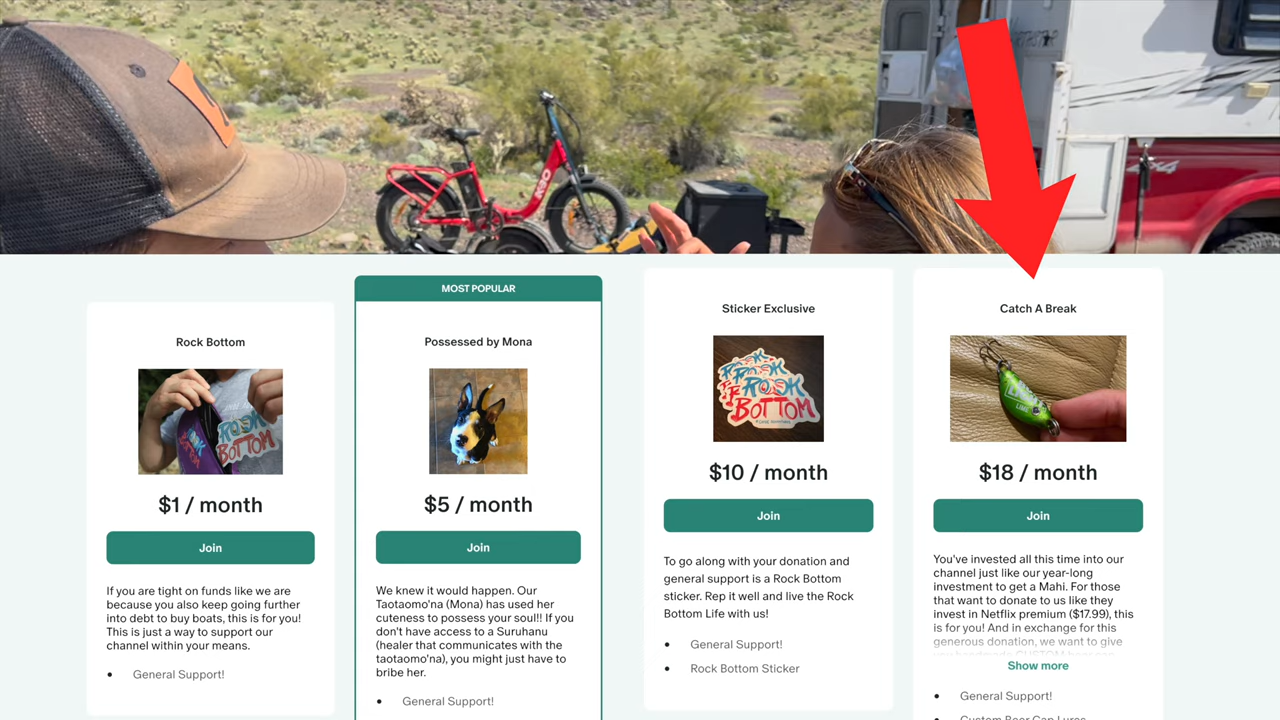 NORTHSTAR
4x4
Rock Bottom
$1 / month
Join
If you are tight on funds like we are
because you also keep going further
into debt to buy boats, this is for you!
This is just a way to support our
channel within your means.
• General Support!
MOST POPULAR
Possessed by Mona
$5 / month
Join
We knew it would happen. Our
Taotaomo'na (Mona) has used her
cuteness to possess your soul!! If you
don't have access to a Suruhanu
(healer that communicates with the
taotaomo'na), you might just have to
bribe her.
• General Support!
Sticker Exclusive
ROCK
BOTTOM
$10 / month
Join
To go along with your donation and
general support is a Rock Bottom
sticker. Rep it well and live the Rock
Bottom Life with us!
• General Support!
• Rock Bottom Sticker
Catch A Break
LIME
$18 / month
Join
You've invested all this time into our
channel just like our year-long
investment to get a Mahi. For those
that want to donate to us like they
invest in Netflix premium ($17.99), this
is for you! And in exchange for this
generous donation, we want to give
Show more
• General Support!
• Custom Beer Cap Lures